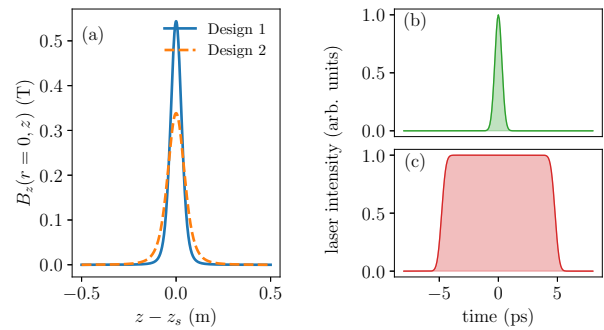 (a)
Design 1
Design 2
0.5
0.4
0.3
0.2
0.1
0.0
B_z(r = 0, z) (T)
−0.5
0.0
0.5
z − z_s (m)
(b)
1.0
0.5
0.0
(c)
1.0
0.5
0.0
laser intensity (arb. units)
−5
0
5
time (ps)